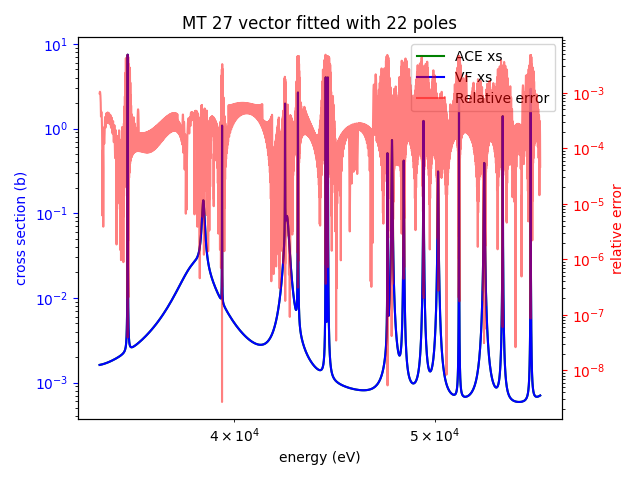 MT 27 vector fitted with 22 poles
ACE xs
VF xs
Relative error
cross section (b)
10^1
10^0
10^-1
10^-2
10^-3
10^-3
10^-4
10^-5
10^-6
10^-7
10^-8
relative error
4 × 10^4
5 × 10^4
energy (eV)